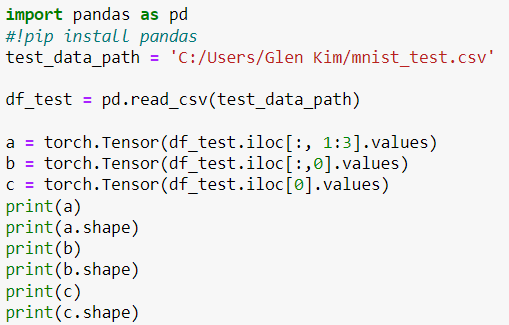 import pandas as pd
#!pip install pandas
test_data_path = 'C:/Users/Glen Kim/mnist_test.csv'
df_test = pd.read_csv(test_data_path)
a = torch.Tensor(df_test.iloc[:, 1:3].values)
b = torch.Tensor(df_test.iloc[:,0].values)
c = torch.Tensor(df_test.iloc[0].values)
print(a)
print(a.shape)
print(b)
print(b.shape)
print(c)
print(c.shape)